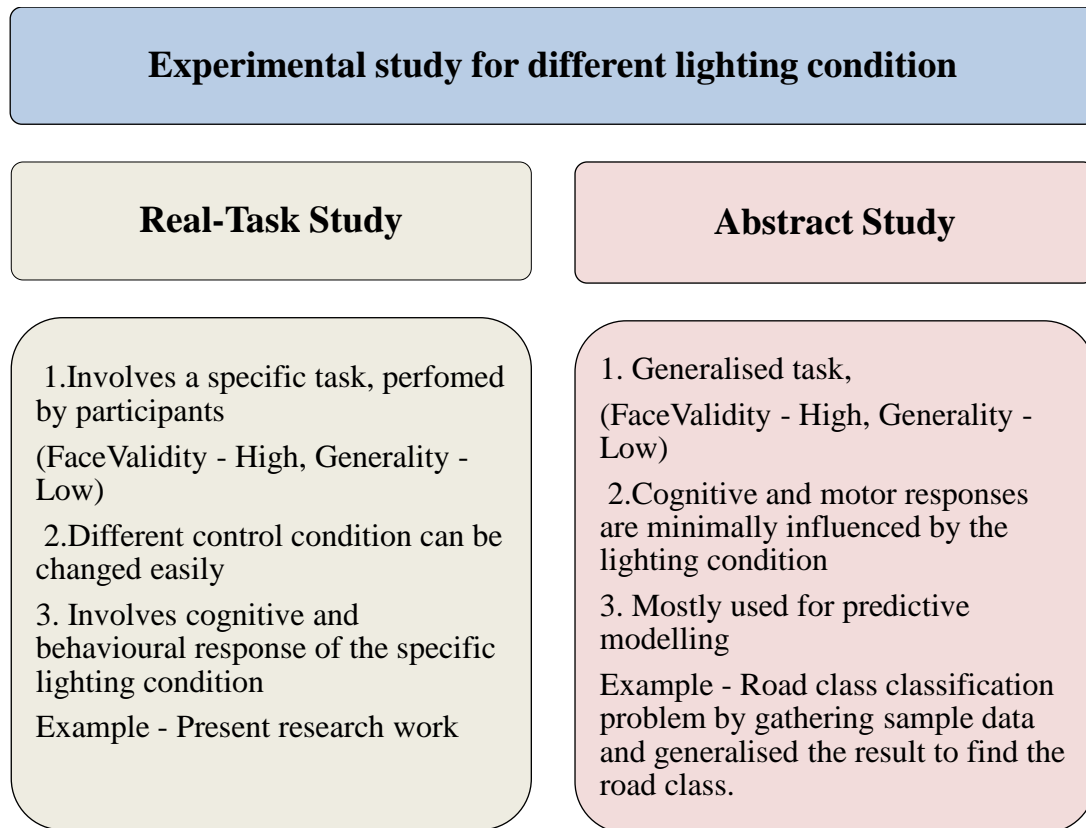 Experimental study for different lighting condition
Real-Task Study
Abstract Study
1.Involves a specific task, perfomed
by participants
(FaceValidity - High, Generality -
Low)
2.Different control condition can be
changed easily
3. Involves cognitive and
behavioural response of the specific
lighting condition
Example - Present research work
1. Generalised task,
(FaceValidity - High, Generality -
Low)
2.Cognitive and motor responses
are minimally influenced by the
lighting condition
3. Mostly used for predictive
modelling
Example - Road class classification
problem by gathering sample data
and generalised the result to find the
road class.